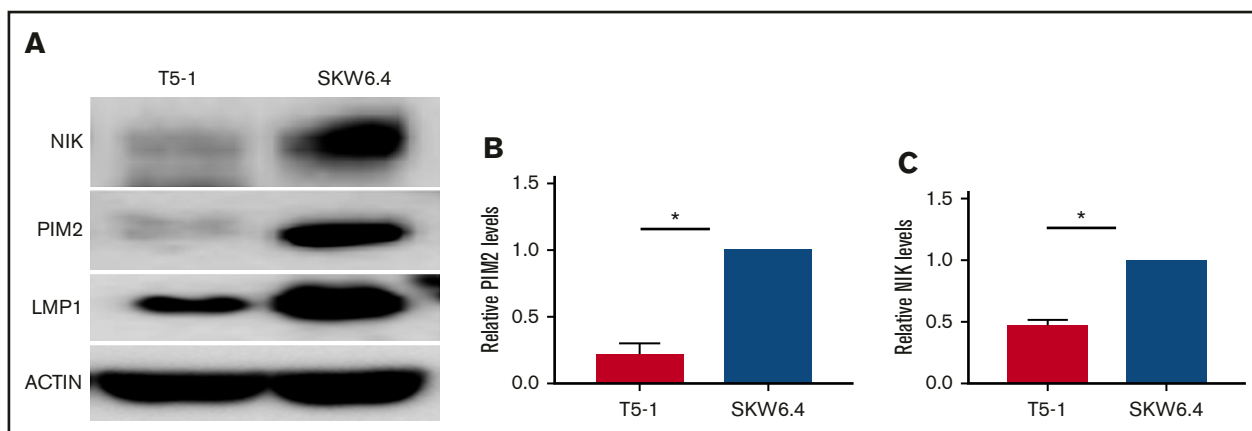 A
T5-1 SKW6.4
NIK
PIM2
LMP1
ACTIN
B
Relative PIM2 levels
1.5
1.0
0.5
0.0
*
T5-1 SKW6.4
C
Relative NIK levels
1.5
1.0
0.5
0.0
*
T5-1 SKW6.4